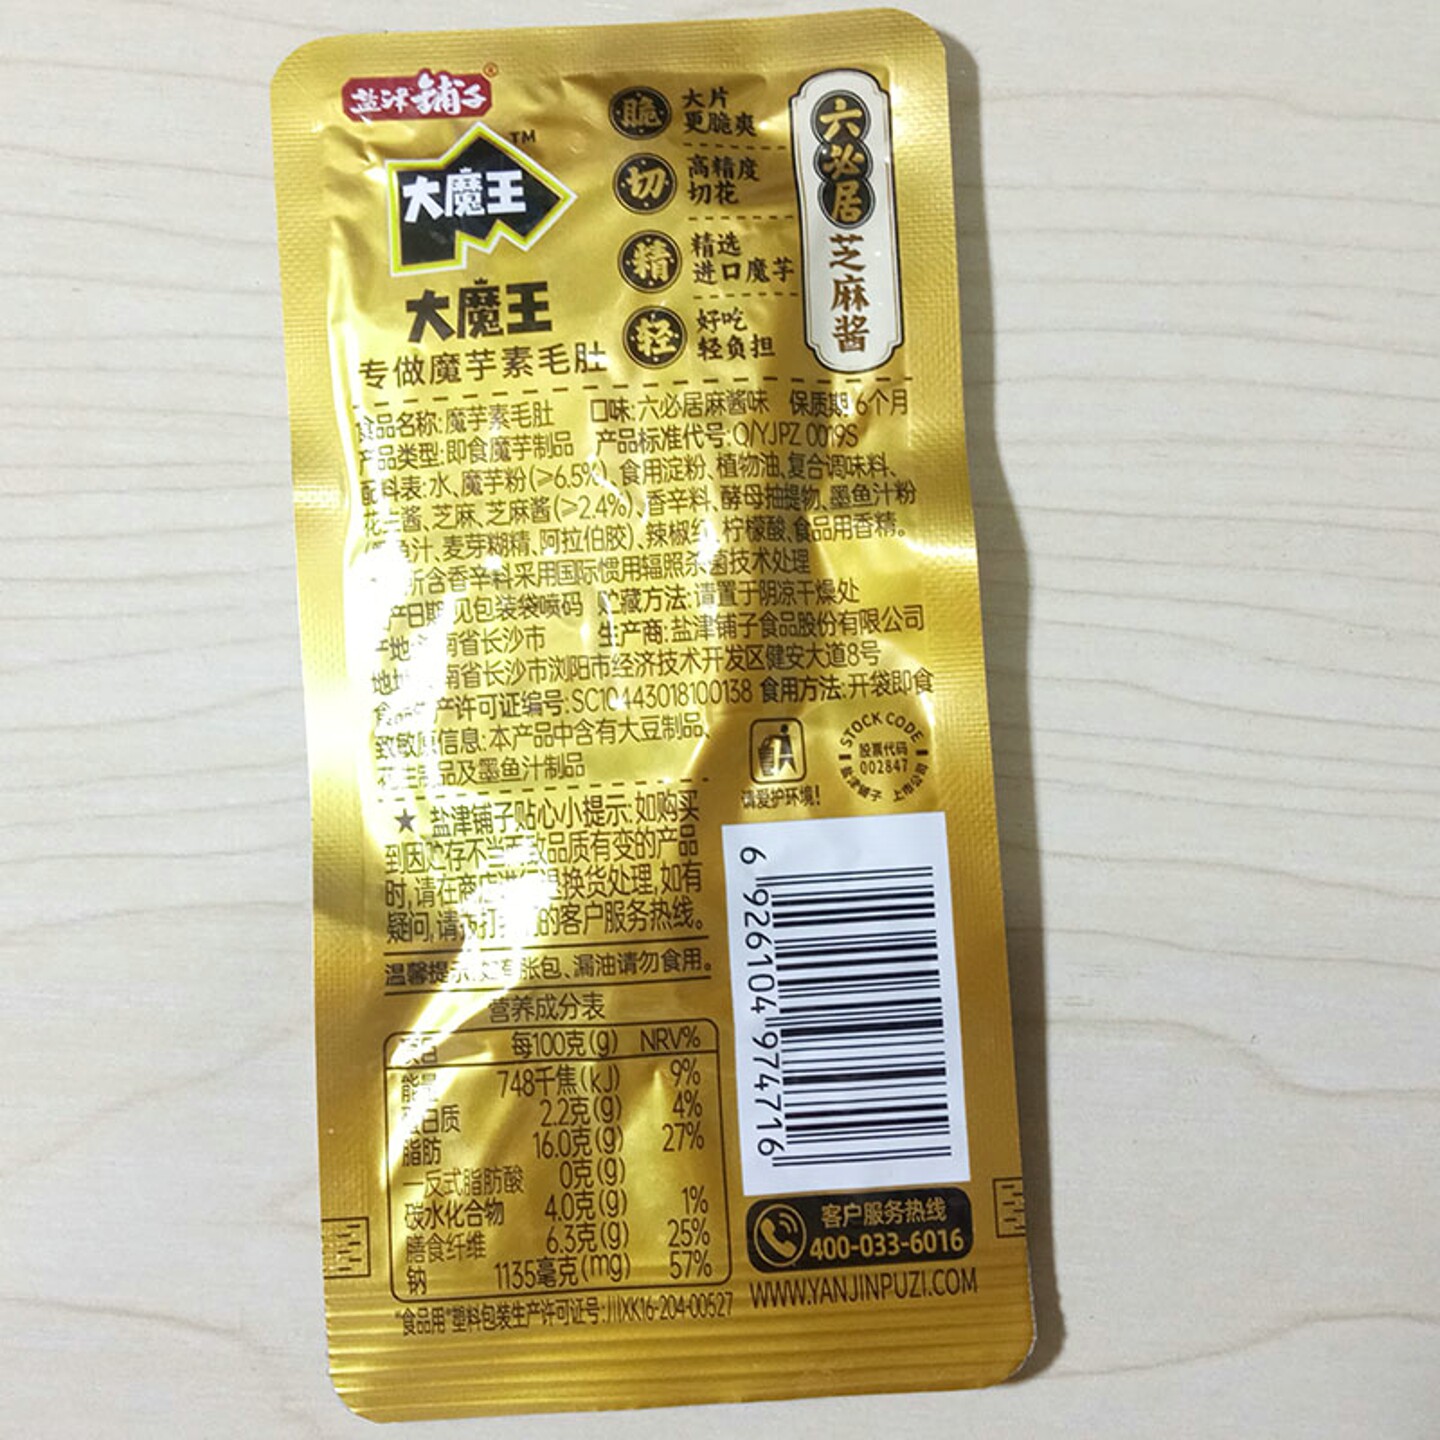 盐津铺子®
大魔王™
大魔王
专做魔芋素毛肚
脆 大片
更脆爽
切 高精度
切花
精 精选
进口魔芋
轻 好吃
轻负担
六必居
芝麻酱
食品名称:魔芋素毛肚 口味:六必居麻酱味 保质期:6个月
产品类型:即食魔芋制品 产品标准代号:Q/YJPZ 0019S
配料表:水、魔芋粉(≥6.5%)、食用淀粉、植物油、复合调味料、
花生酱、芝麻、芝麻酱(≥2.4%)、香辛料、酵母抽提物、墨鱼汁粉
鱼汁、麦芽糊精、阿拉伯胶)、辣椒红、柠檬酸、食品用香精。
所含香辛料采用国际惯用辐照杀菌技术处理
产日期:见包装袋喷码 贮藏方法:请置于阴凉干燥处
产地: 南省长沙市 生产商:盐津铺子食品股份有限公司
地址 南省长沙市浏阳市经济技术开发区健安大道8号
食品生产许可证编号:SC10443018100138 食用方法:开袋即食
致敏原信息:本产品中含有大豆制品、
花生制品及墨鱼汁制品
请爱护环境!
STOCK CODE
股票代码
002847
盐津铺子 上市公司
★ 盐津铺子贴心小提示:如购买
到因贮存不当而致品质有变的产品
时,请在商店进行退换货处理,如有
疑问,请拨打我们的客户服务热线。
温馨提示:如有胀包、漏油请勿食用。
营养成分表
项目 每100克(g) NRV%
能量 748千焦(kJ) 9%
蛋白质 2.2克(g) 4%
脂肪 16.0克(g) 27%
—反式脂肪酸 0克(g)
碳水化合物 4.0克(g) 1%
膳食纤维 6.3克(g) 25%
钠 1135毫克(mg) 57%
"食品用"塑料包装生产许可证号:川XK16-204-00527
6 926104 974716
客户服务热线
400-033-6016
WWW.YANJINPUZI.COM